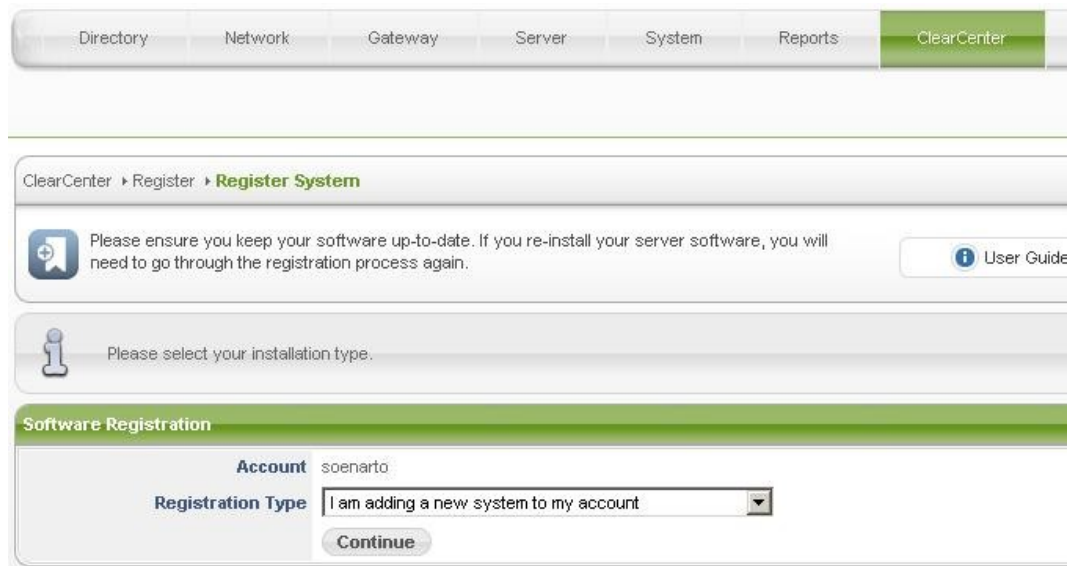 Directory Network Gateway Server System Reports ClearCenter
ClearCenter ▸ Register ▸ Register System
Please ensure you keep your software up-to-date. If you re-install your server software, you will
need to go through the registration process again.
User Guide
Please select your installation type.
Software Registration
Account soenarto
Registration Type I am adding a new system to my account
Continue